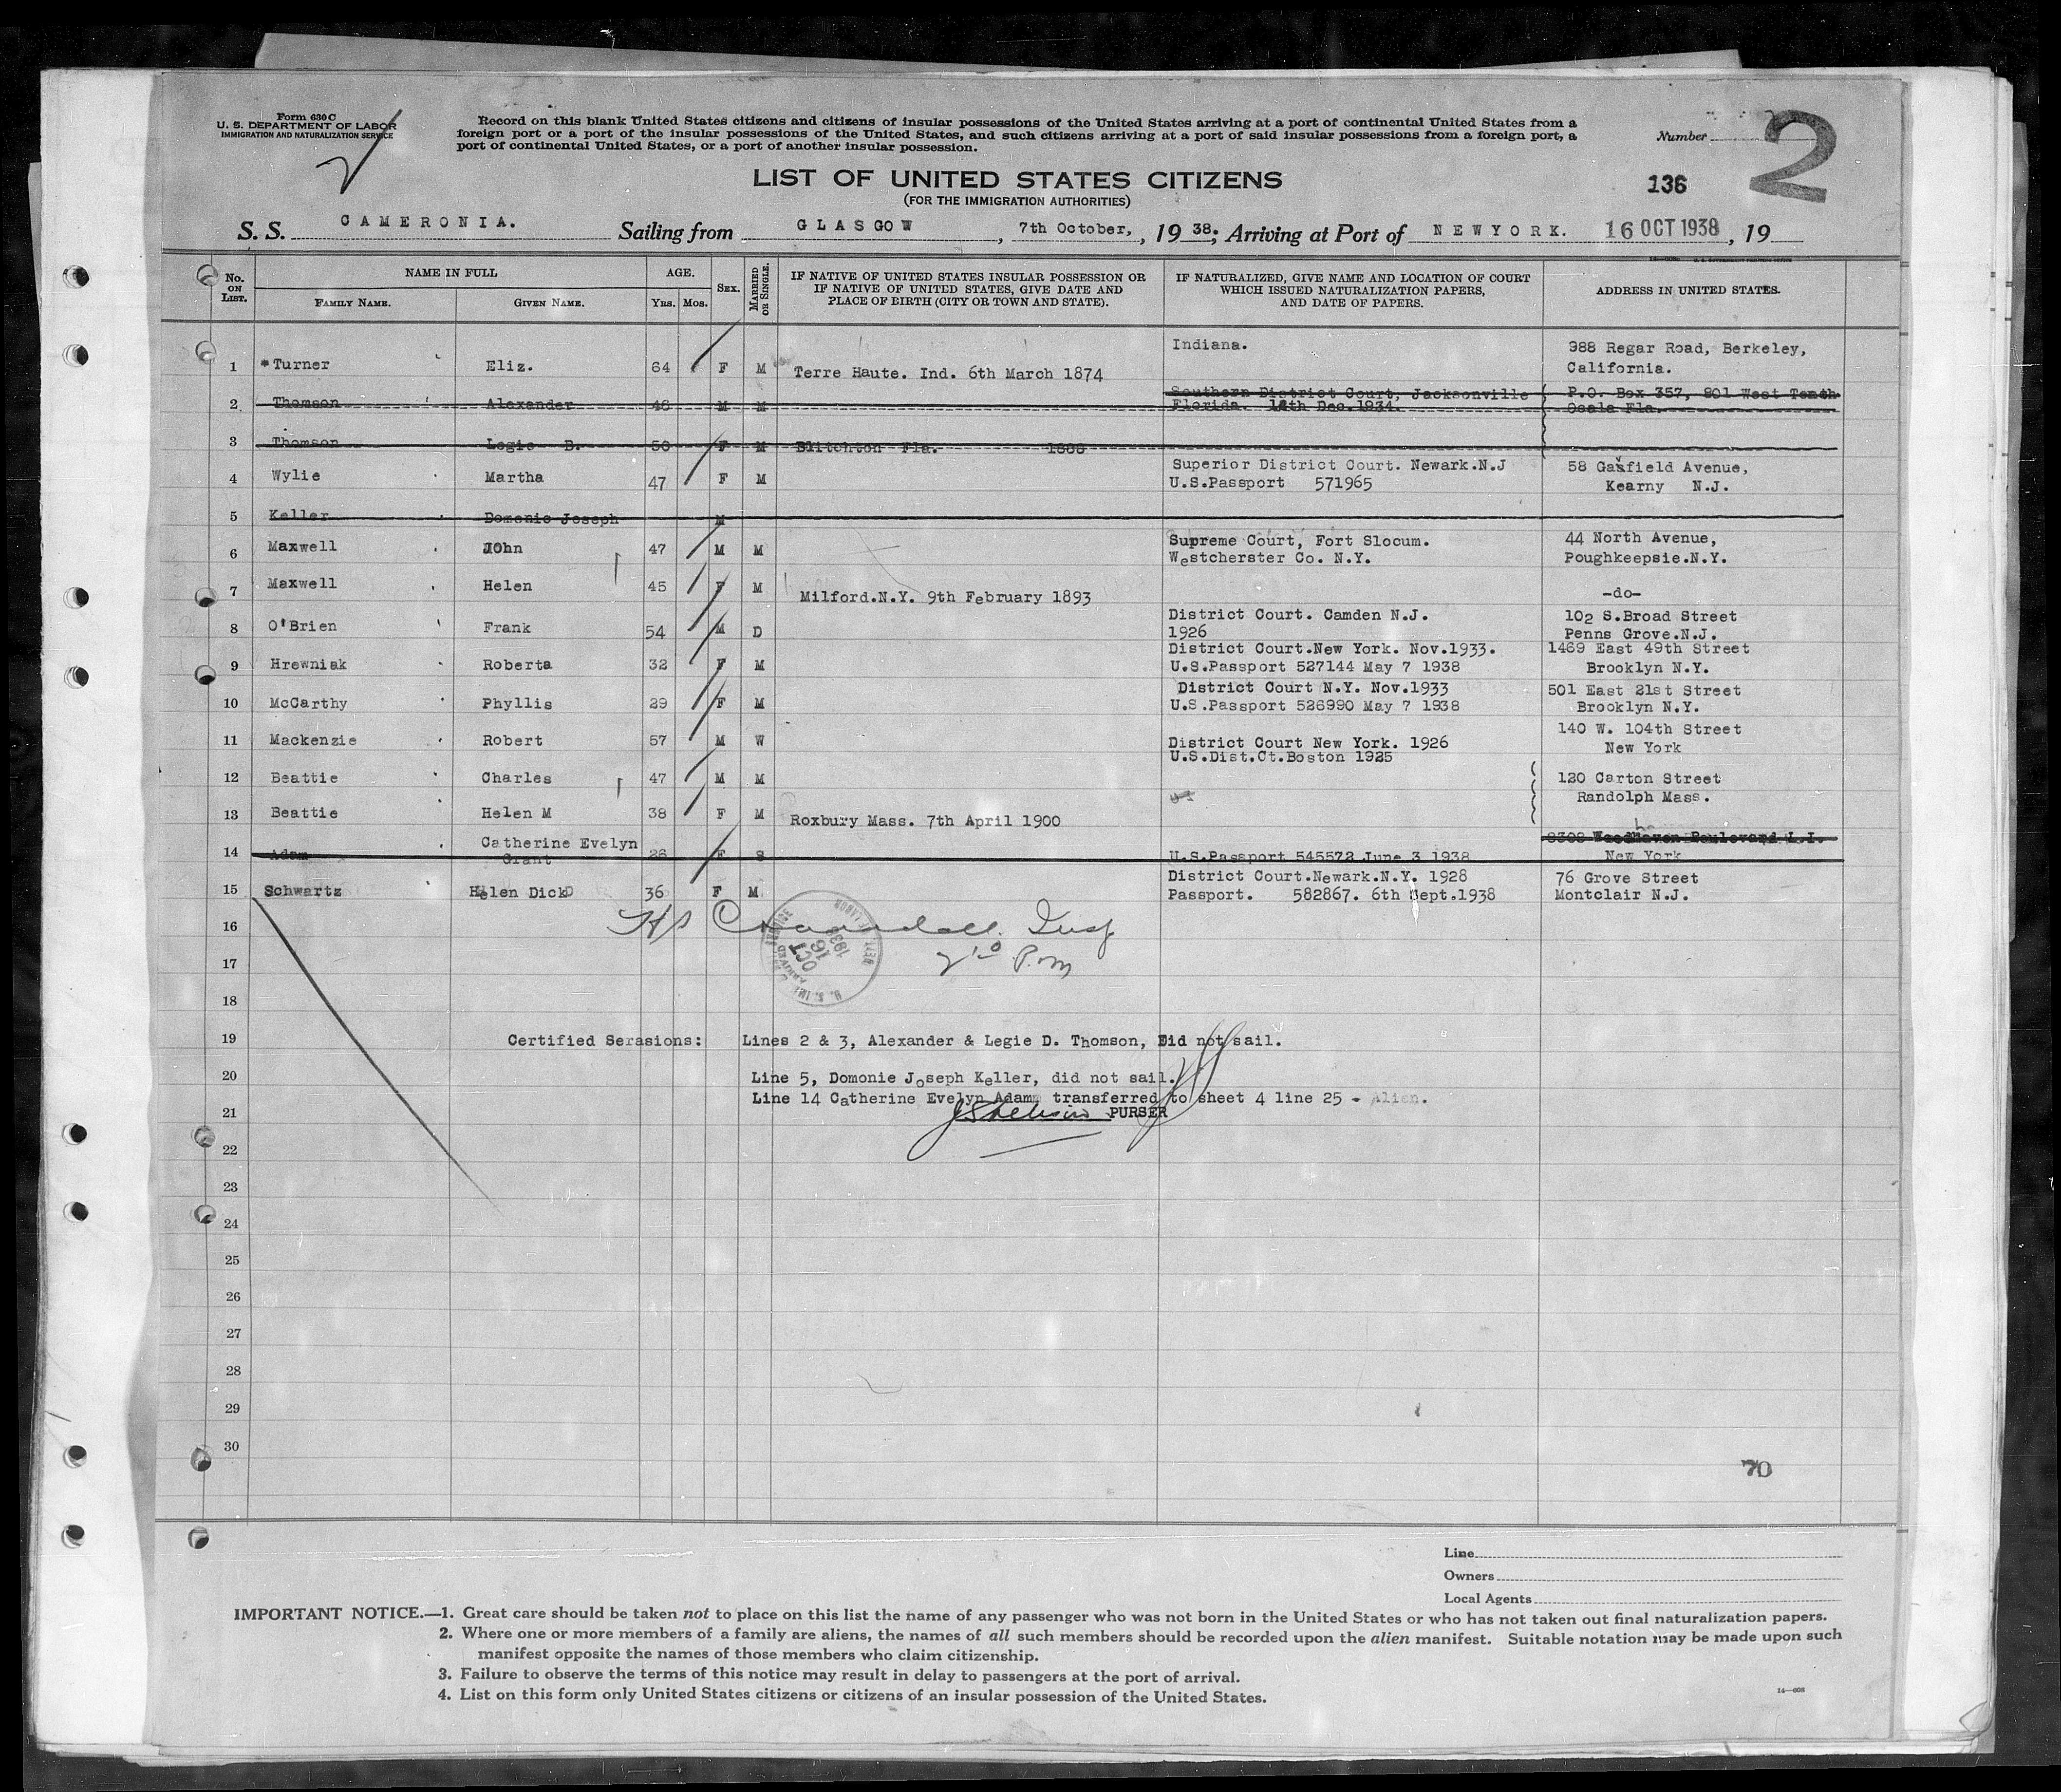 Form 630 C
U. S. DEPARTMENT OF LABOR
IMMIGRATION AND NATURALIZATION SERVICE
Record on this blank United States citizens and citizens of insular possessions of the United States arriving at a port of continental United States from a
foreign port or a port of the insular possessions of the United States, and such citizens arriving at a port of said insular possessions from a foreign port, a
port of continental United States, or a port of another insular possession.
Number
2
LIST OF UNITED STATES CITIZENS
(FOR THE IMMIGRATION AUTHORITIES)
136
S. S. CAMERONIA. Sailing from GLASGOW, 7th October, , 19 38; Arriving at Port of NEWYORK. 16 OCT 1938, 19
No. ON LIST. NAME IN FULL AGE. SEX. MARRIED OR SINGLE. IF NATIVE OF UNITED STATES INSULAR POSSESSION OR IF NATIVE OF UNITED STATES, GIVE DATE AND PLACE OF BIRTH (CITY OR TOWN AND STATE). IF NATURALIZED, GIVE NAME AND LOCATION OF COURT WHICH ISSUED NATURALIZATION PAPERS, AND DATE OF PAPERS. ADDRESS IN UNITED STATES.
FAMILY NAME. GIVEN NAME. YRS. MOS.
1 *Turner Eliz. 64 F M Terre Haute. Ind. 6th March 1874 Indiana. 988 Regar Road, Berkeley, California.
2 Thomson Alexander 46 M M Southern District Court, Jacksonville Florida. Dec.1934. P.O. Box 357, 801 West Tenth Ocala Fla.
3 Thomson Legie B. 50 F M Blitchton Fla. 1888
4 Wylie Martha 47 F M Superior District Court. Newark.N.J U.S.Passport 571965 58 Gasfield Avenue, Kearny N.J.
5 Keller Domonie Joseph M
6 Maxwell John 47 M M Supreme Court, Fort Slocum. Westcherster Co. N.Y. 44 North Avenue, Poughkeepsie.N.Y.
7 Maxwell Helen 45 F M Milford.N.Y. 9th February 1893 -do-
8 O'Brien Frank 54 M D District Court. Camden N.J. 1926 102 S.Broad Street Penns Grove.N.J.
9 Hrewniak Roberta 32 F M District Court.New York. Nov.1933. U.S.Passport 527144 May 7 1938 1469 East 49th Street Brooklyn N.Y.
10 McCarthy Phyllis 29 F M District Court N.Y. Nov.1933 U.S.Passport 526990 May 7 1938 501 East 21st Street Brooklyn N.Y.
11 Mackenzie Robert 57 M W District Court New York. 1926 140 W. 104th Street New York
12 Beattie Charles 47 M M U.S.Dist.Ct.Boston 1925 120 Carton Street Randolph Mass.
13 Beattie Helen M 38 F M Roxbury Mass. 7th April 1900
14 Adam Catherine Evelyn Grant 26 F S U.S.Passport 545572 June 3 1938 8308 Woodhaven Boulevard L.I. New York
15 Schwartz Helen Dick 36 F M District Court.Newark.N.Y. 1928 Passport. 582867. 6th Sept.1938 76 Grove Street Montclair N.J.
16
OCT 16 1938
17
18
19 Certified Serasions: Lines 2 & 3, Alexander & Legie D. Thomson, Did not sail.
20 Line 5, Domonie Joseph Keller, did not sail.
Line 14 Catherine Evelyn Adam transferred to sheet 4 line 25 - Alien.
21 PURSER
22
23
24
25
26
27
28
29
30
70
Line
Owners
Local Agents
IMPORTANT NOTICE.—1. Great care should be taken not to place on this list the name of any passenger who was not born in the United States or who has not taken out final naturalization papers.
2. Where one or more members of a family are aliens, the names of all such members should be recorded upon the alien manifest. Suitable notation may be made upon such
manifest opposite the names of those members who claim citizenship.
3. Failure to observe the terms of this notice may result in delay to passengers at the port of arrival.
4. List on this form only United States citizens or citizens of an insular possession of the United States.
14—608